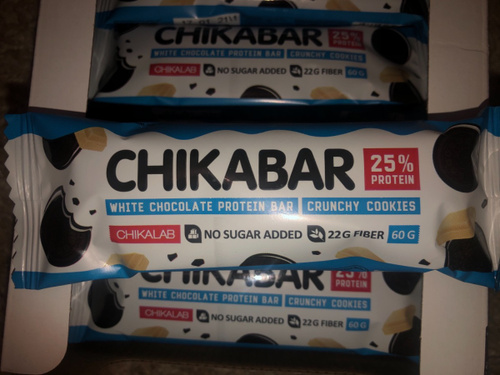 CHIKABAR
25%
PROTEIN
WHITE CHOCOLATE PROTEIN BAR CRUNCHY COOKIES
CHIKALAB NO SUGAR ADDED 22G FIBER 60 G
CHIKABAR
25%
PROTEIN
WHITE CHOCOLATE PROTEIN BAR CRUNCHY COOKIES
CHIKALAB NO SUGAR ADDED 22G FIBER 60 G
CHIKABAR
25%
PROTEIN
WHITE CHOCOLATE PROTEIN BAR CRUNCHY COOKIES
CHIKALAB NO SUGAR ADDED 22G FIBER 60 G